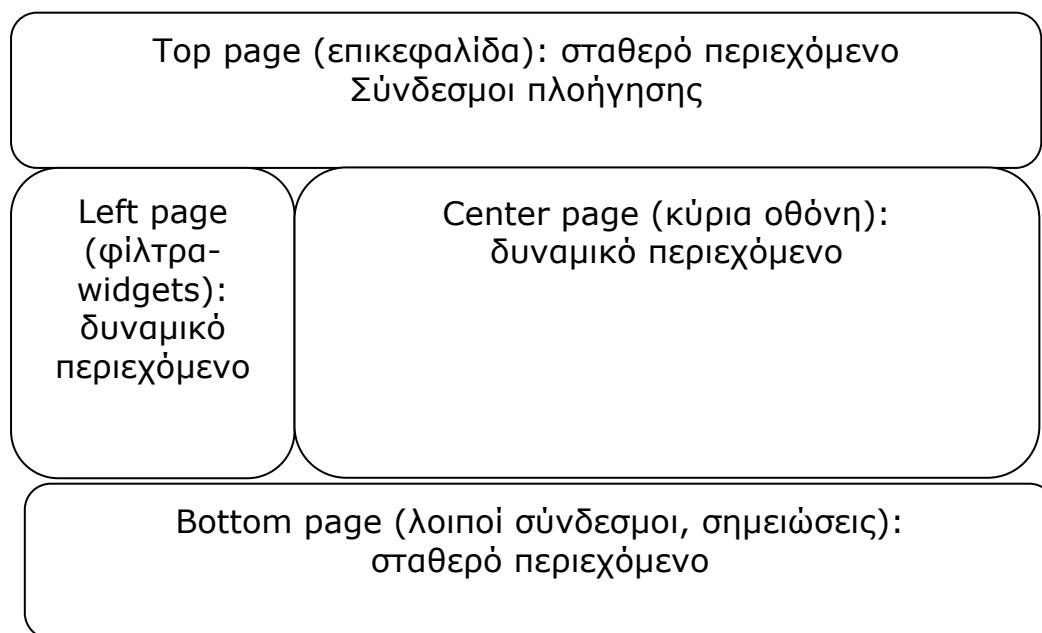 Top page (επικεφαλίδα): σταθερό περιεχόμενο
Σύνδεσμοι πλοήγησης
Left page
(φίλτρα-
widgets):
δυναμικό
περιεχόμενο
Center page (κύρια οθόνη):
δυναμικό περιεχόμενο
Bottom page (λοιποί σύνδεσμοι, σημειώσεις):
σταθερό περιεχόμενο